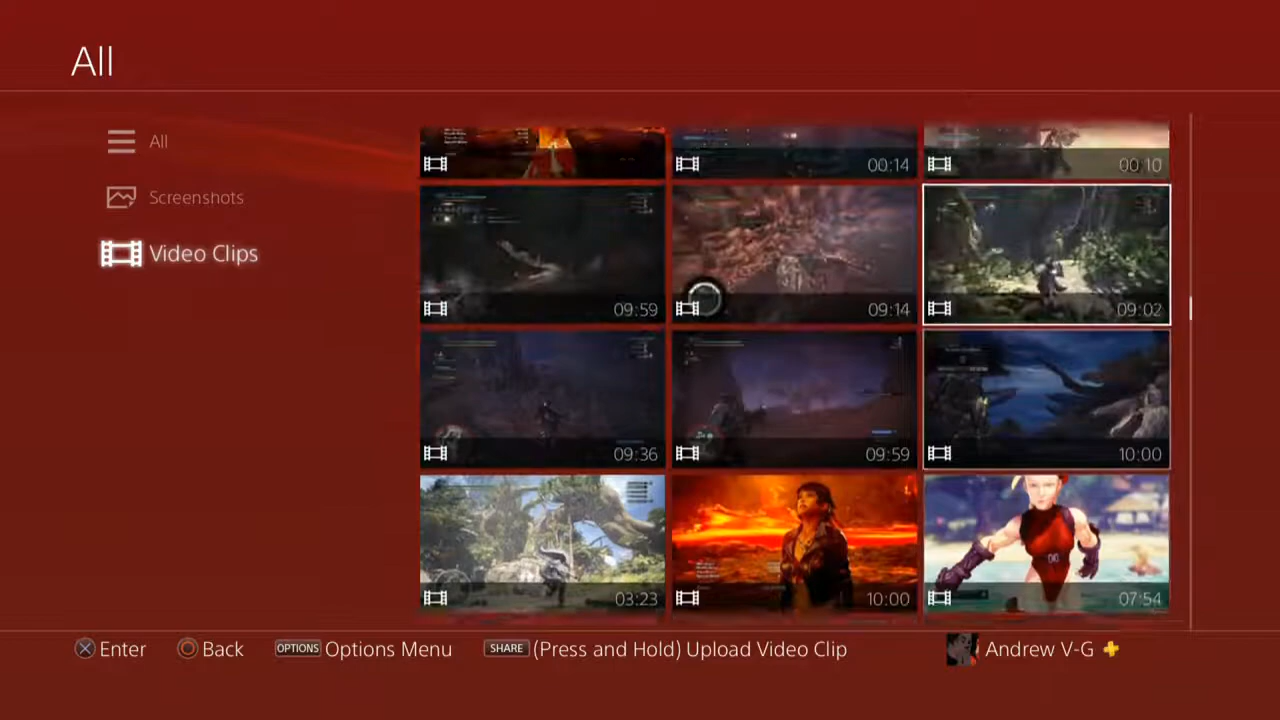 All
All
Screenshots
Video Clips
00:14
00:10
09:59
09:14
09:02
09:36
09:59
10:00
03:23
10:00
07:54
Enter
Back
OPTIONS Options Menu
SHARE (Press and Hold) Upload Video Clip
Andrew V-G